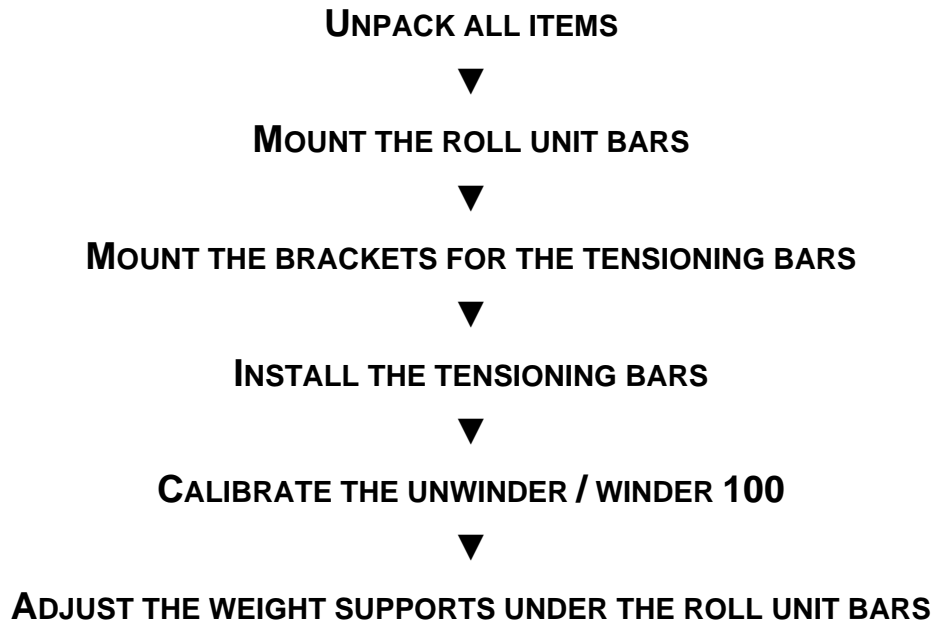 UNPACK ALL ITEMS
▼
MOUNT THE ROLL UNIT BARS
▼
MOUNT THE BRACKETS FOR THE TENSIONING BARS
▼
INSTALL THE TENSIONING BARS
▼
CALIBRATE THE UNWINDER / WINDER 100
▼
ADJUST THE WEIGHT SUPPORTS UNDER THE ROLL UNIT BARS